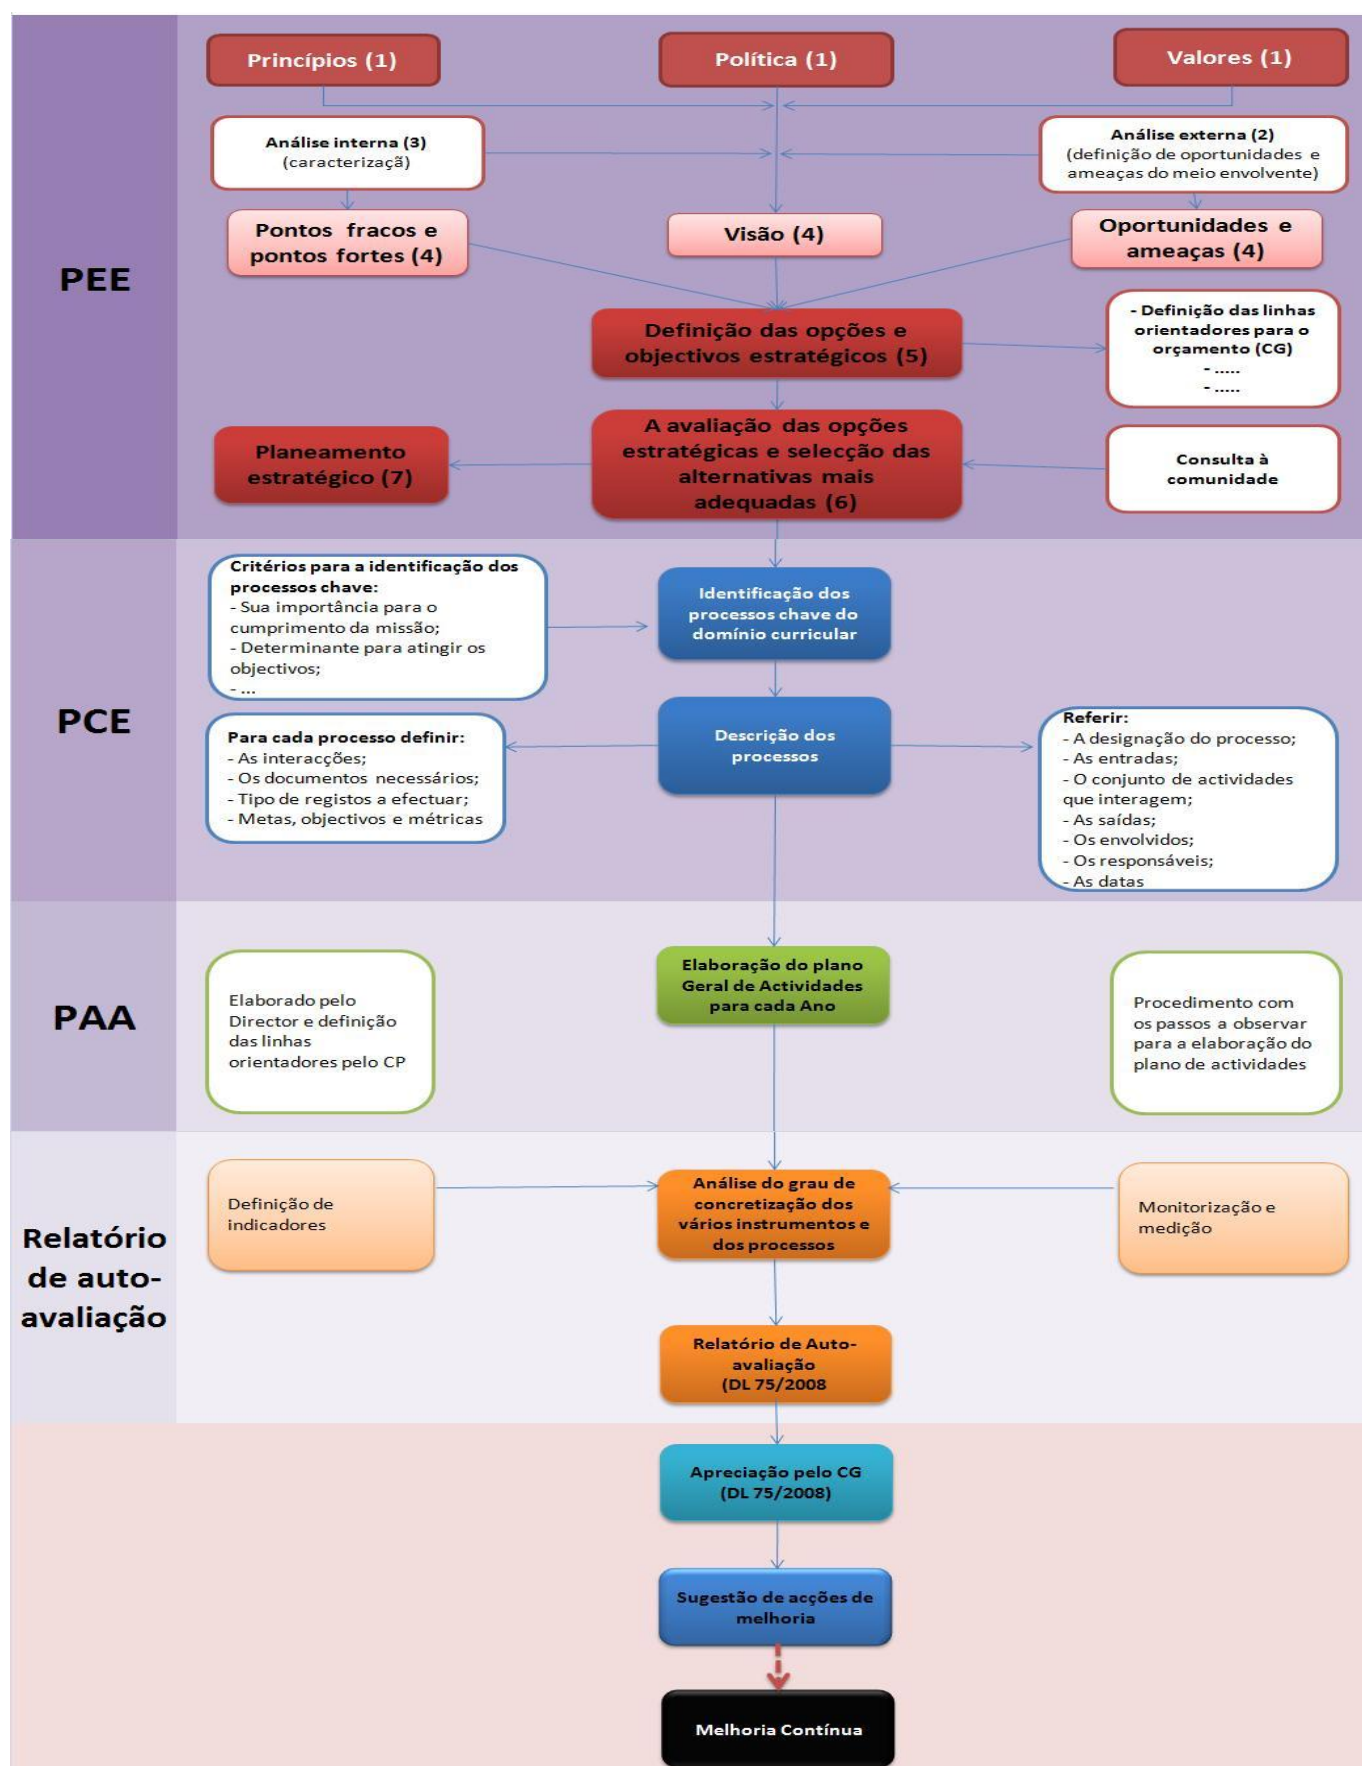 Princípios (1)
Política (1)
Valores (1)
Análise interna (3)
(caracterizaçã)
Análise externa (2)
(definição de oportunidades e
ameaças do meio envolvente)
Pontos fracos e
pontos fortes (4)
Visão (4)
Oportunidades e
ameaças (4)
PEE
Definição das opções e
objectivos estratégicos (5)
- Definição das linhas
orientadores para o
orçamento (CG)
- .....
- .....
Planeamento
estratégico (7)
A avaliação das opções
estratégicas e selecção das
alternativas mais
adequadas (6)
Consulta à
comunidade
Critérios para a identificação dos
processos chave:
- Sua importância para o
cumprimento da missão;
- Determinante para atingir os
objectivos;
- ...
Identificação dos
processos chave do
domínio curricular
PCE
Para cada processo definir:
- As interacções;
- Os documentos necessários;
- Tipo de registos a efectuar;
- Metas, objectivos e métricas
Descrição dos
processos
Referir:
- A designação do processo;
- As entradas;
- O conjunto de actividades
que interagem;
- As saídas;
- Os envolvidos;
- Os responsáveis;
- As datas
PAA
Elaborado pelo
Director e definição
das linhas
orientadores pelo CP
Elaboração do plano
Geral de Actividades
para cada Ano
Procedimento com
os passos a observar
para a elaboração do
plano de actividades
Relatório
de auto-
avaliação
Definição de
indicadores
Análise do grau de
concretização dos
vários instrumentos e
dos processos
Monitorização e
medição
Relatório de Auto-
avaliação
(DL 75/2008
Apreciação pelo CG
(DL 75/2008)
Sugestão de acções de
melhoria
Melhoria Contínua